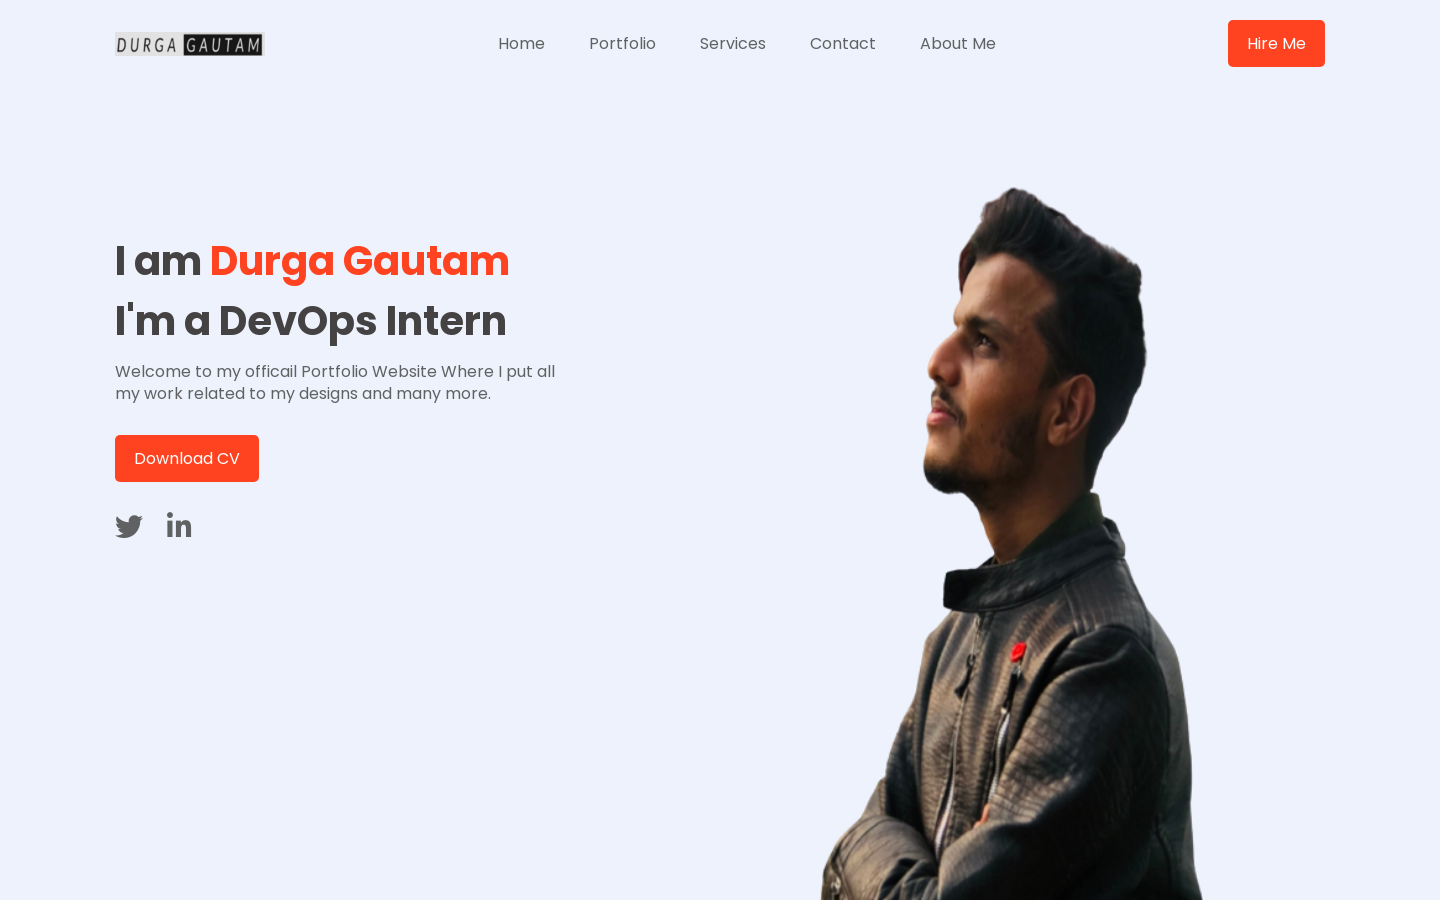 DURGA GAUTAM
Home
Portfolio
Services
Contact
About Me
Hire Me
I am Durga Gautam
I'm a DevOps Intern
Welcome to my officail Portfolio Website Where I put all
my work related to my designs and many more.
Download CV
in